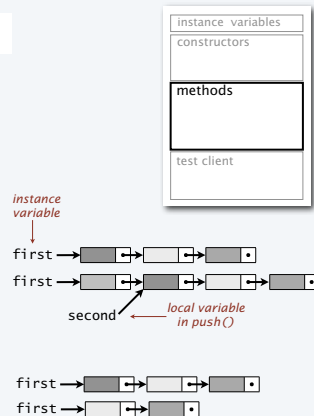 instance variables
constructors
methods
test client
instance
variable
first
first
second
local variable
in push()
first
first